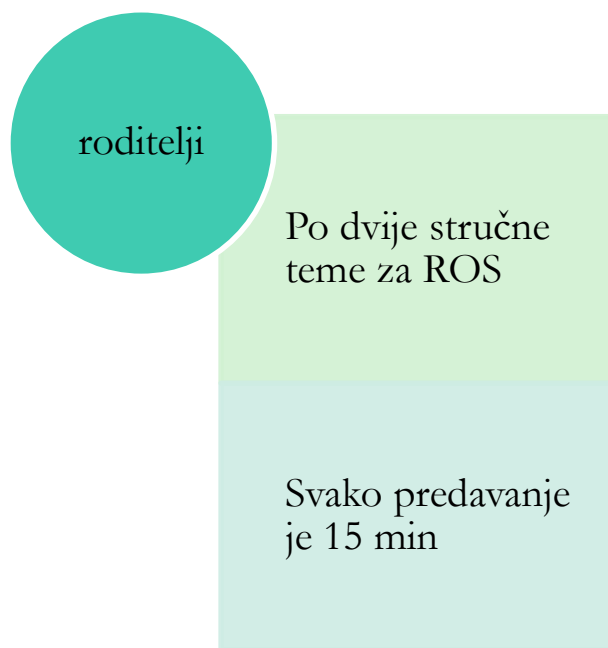 roditelji
Po dvije stručne
teme za ROS
Svako predavanje
je 15 min